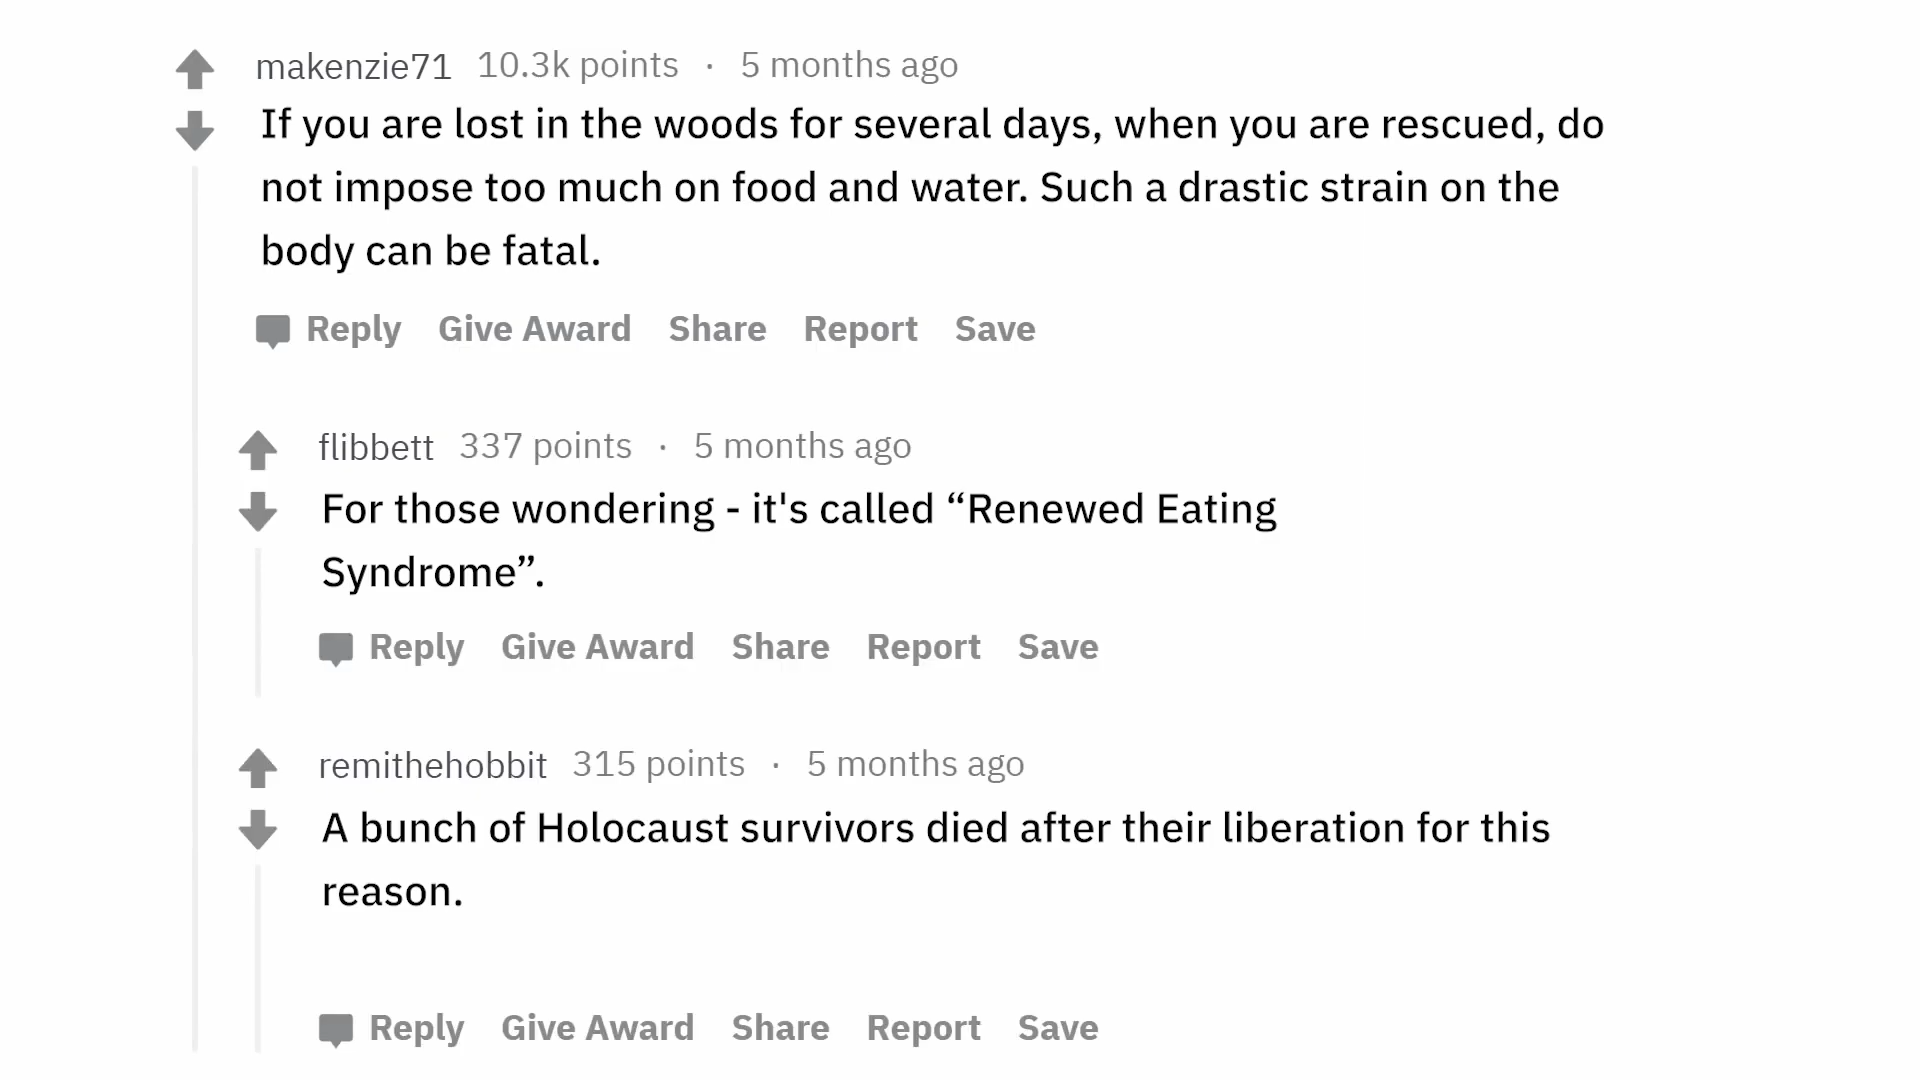 makenzie71 10.3k points · 5 months ago
If you are lost in the woods for several days, when you are rescued, do
not impose too much on food and water. Such a drastic strain on the
body can be fatal.
Reply Give Award Share Report Save
flibbett 337 points · 5 months ago
For those wondering - it's called “Renewed Eating
Syndrome”.
Reply Give Award Share Report Save
remithehobbit 315 points · 5 months ago
A bunch of Holocaust survivors died after their liberation for this
reason.
Reply Give Award Share Report Save